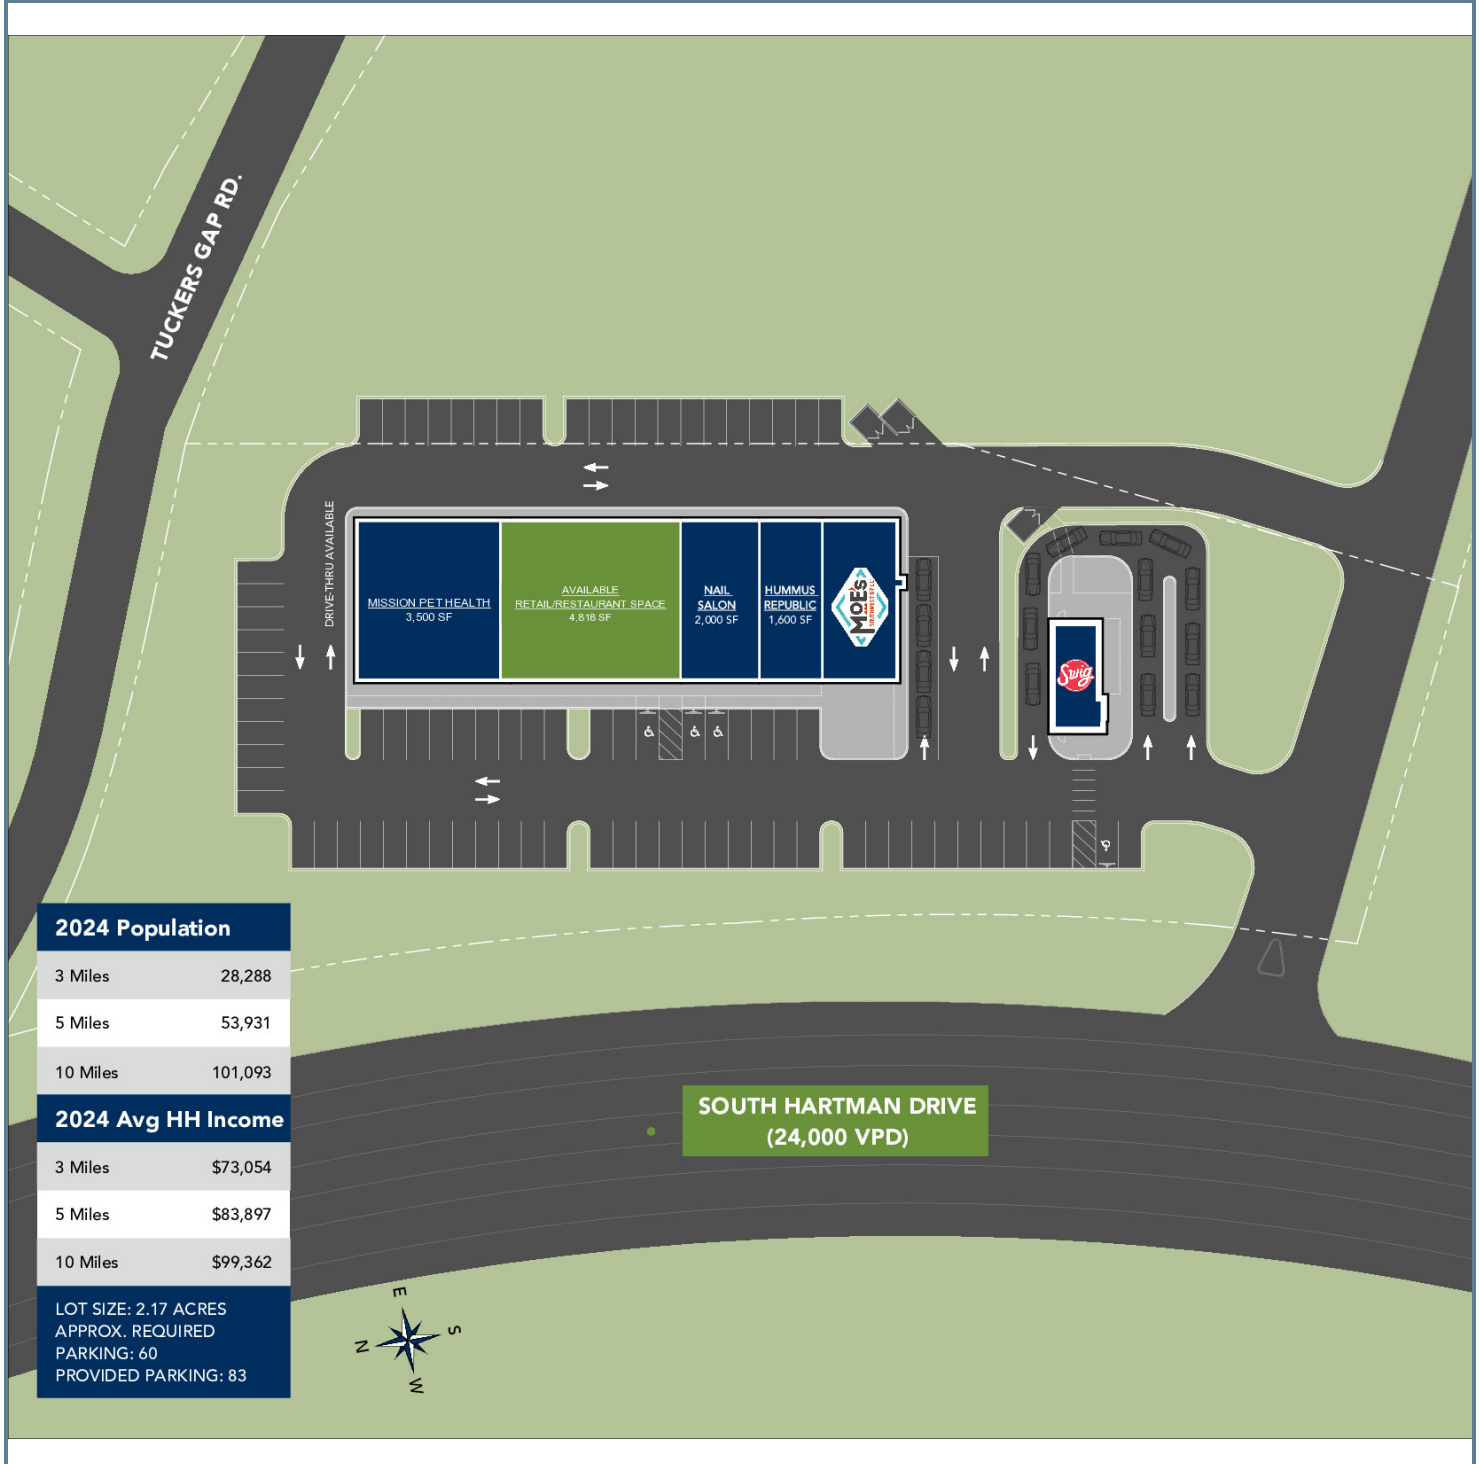 TUCKERS GAP RD.
DRIVE-THRU AVAILABLE
MISSION PET HEALTH
3,500 SF
AVAILABLE
RETAIL/RESTAURANT SPACE
4,818 SF
NAIL
SALON
2,000 SF
HUMMUS
REPUBLIC
1,600 SF
MOE'S
SOUTHWEST GRILL
Swig
2024 Population
3 Miles 28,288
5 Miles 53,931
10 Miles 101,093
2024 Avg HH Income
3 Miles $73,054
5 Miles $83,897
10 Miles $99,362
LOT SIZE: 2.17 ACRES
APPROX. REQUIRED
PARKING: 60
PROVIDED PARKING: 83
SOUTH HARTMAN DRIVE
(24,000 VPD)
E
S
N
W